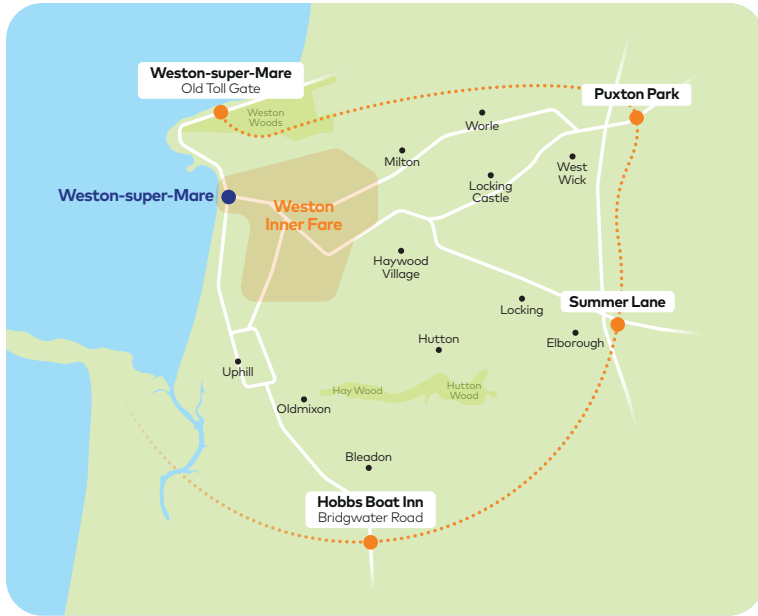 Weston-super-Mare
Old Toll Gate
Puxton Park
Weston
Woods
Worle
Milton
West
Wick
Locking
Castle
Weston-super-Mare
Weston
Inner Fare
Haywood
Village
Summer Lane
Locking
Elborough
Hutton
Uphill
Hay Wood
Hutton
Wood
Oldmixon
Bleadon
Hobbs Boat Inn
Bridgwater Road